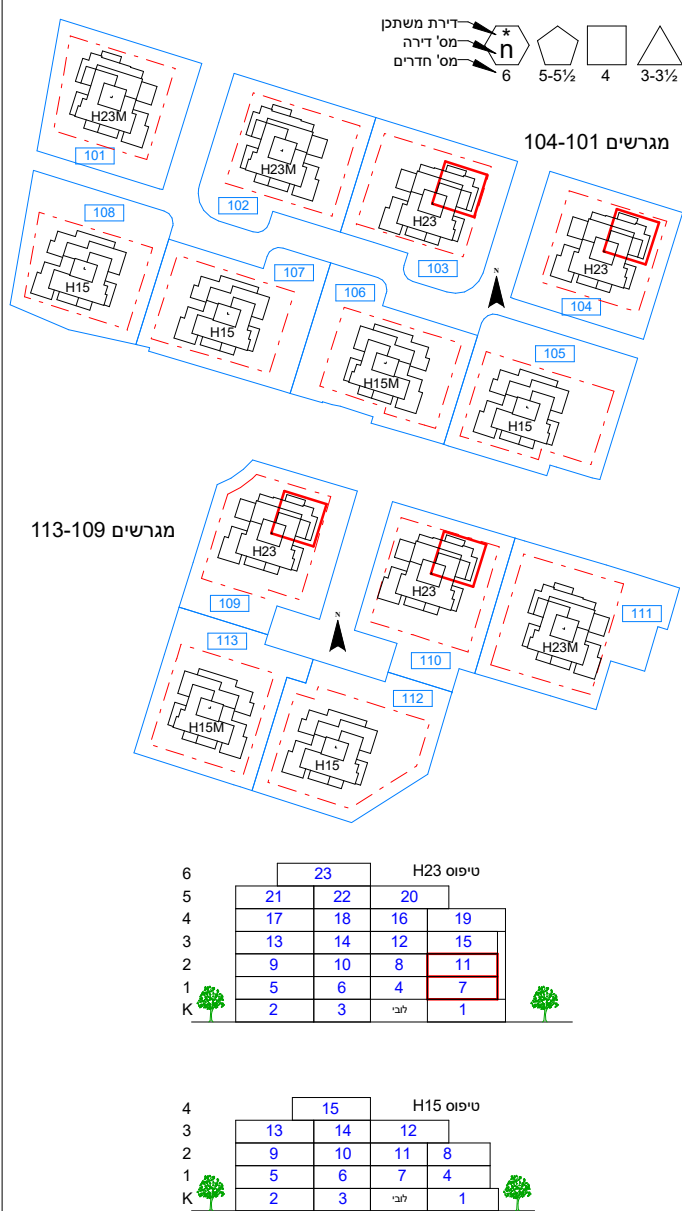 דירת משתכן
*
מס' דירה
n
מס' חדרים
6 5-5½ 4 3-3½
מגרשים 104-101
H23M
101
H23M
102
H23
103
H23
104
108
H15
107
H15
106
H15M
105
H15
מגרשים 113-109
H23
109
H23
110
H23M
111
113
H15M
112
H15
טיפוס H23
6 23
5 21 22 20
4 17 18 16 19
3 13 14 12 15
2 9 10 8 11
1 5 6 4 7
K 2 3 לובי 1
טיפוס H15
4 15
3 13 14 12
2 9 10 11 8
1 5 6 7 4
K 2 3 לובי 1
N
N